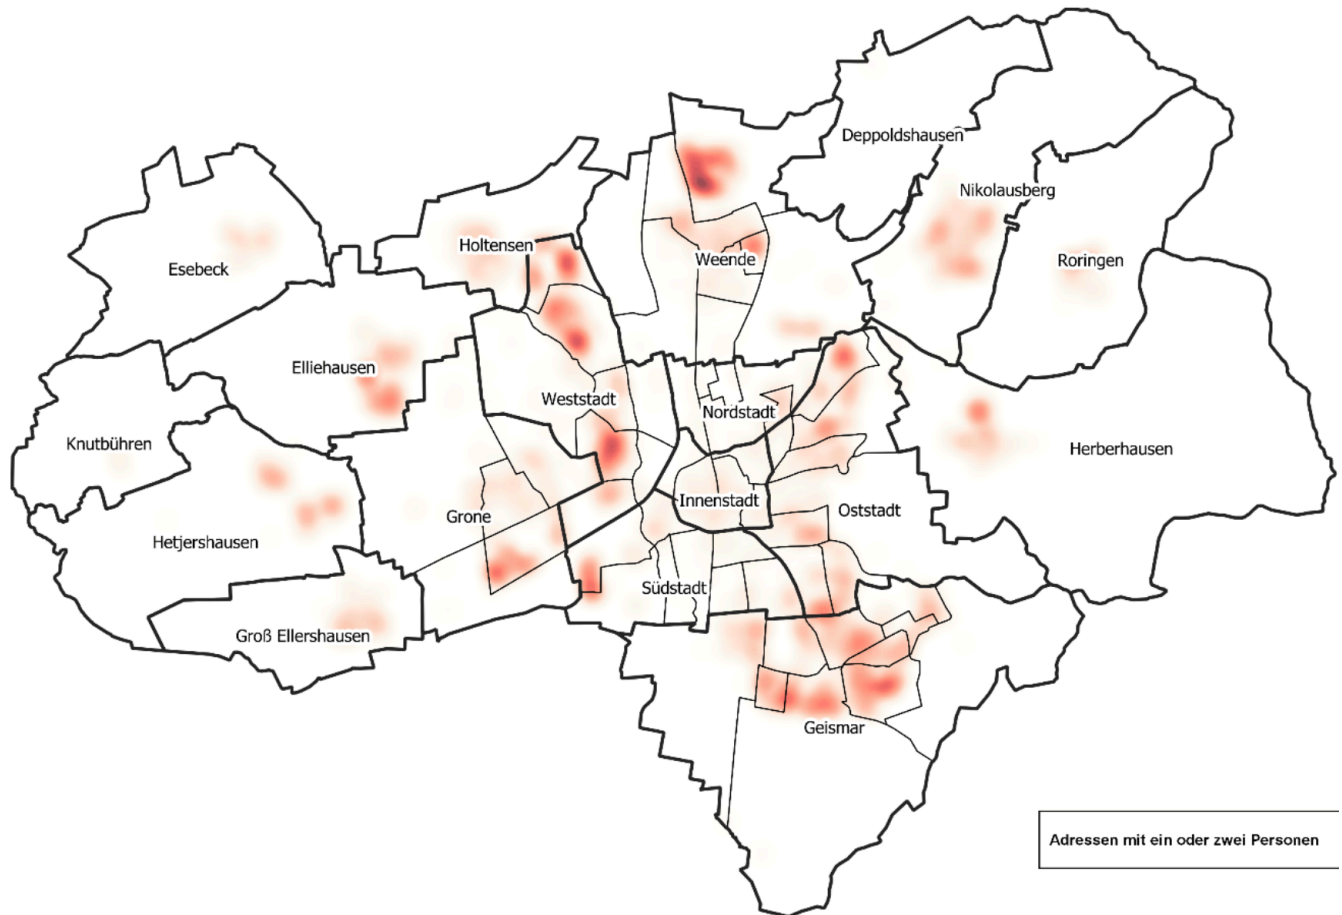 Deppoldshausen
Nikolausberg
Holtensen
Weende
Roringen
Esebeck
Elliehausen
Weststadt
Nordstadt
Knutbühren
Herberhausen
Innenstadt
Oststadt
Grone
Hetjershausen
Südstadt
Groß Ellershausen
Geismar
Adressen mit ein oder zwei Personen